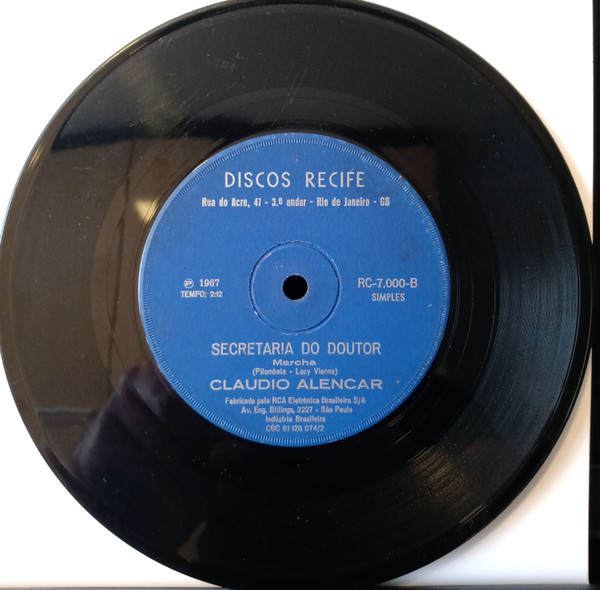 DISCOS RECIFE
Rua do Acre, 47 - 3.º andar - Rio de Janeiro - GB
℗ 1967
TEMPO: 2:12
RC-7.000-B
SIMPLES
SECRETARIA DO DOUTOR
Marcha
(Pilombeta - Lacy Vianna)
CLAUDIO ALENCAR
Fabricado pela RCA Eletrônica Brasileira S/A
Av. Eng. Billings, 2227 - São Paulo
Indústria Brasileira
CGC 61 126 074/2